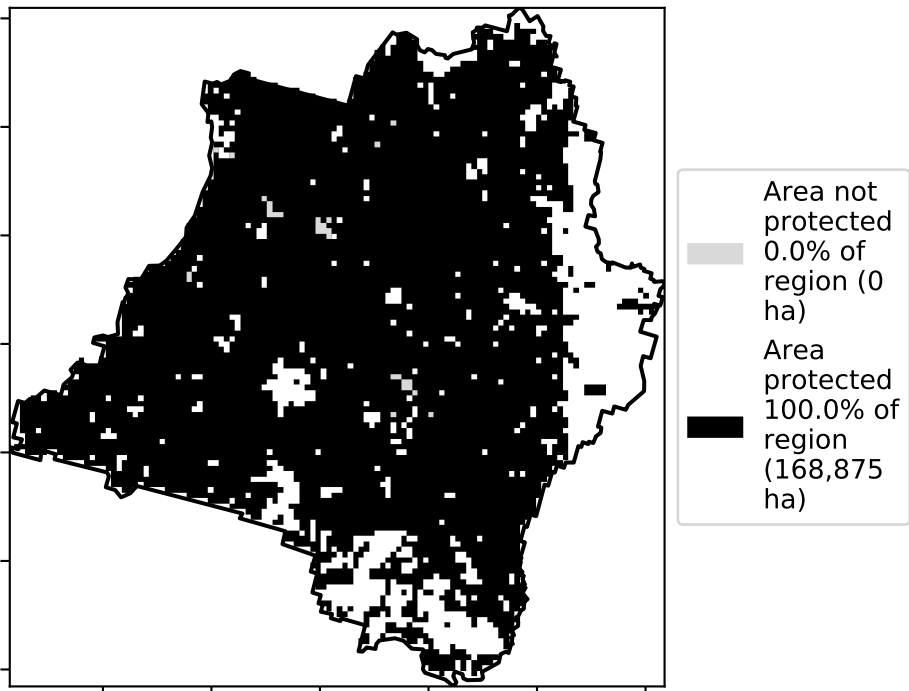 Area not
protected
0.0% of
region (0
ha)
Area
protected
100.0% of
region
(168,875
ha)